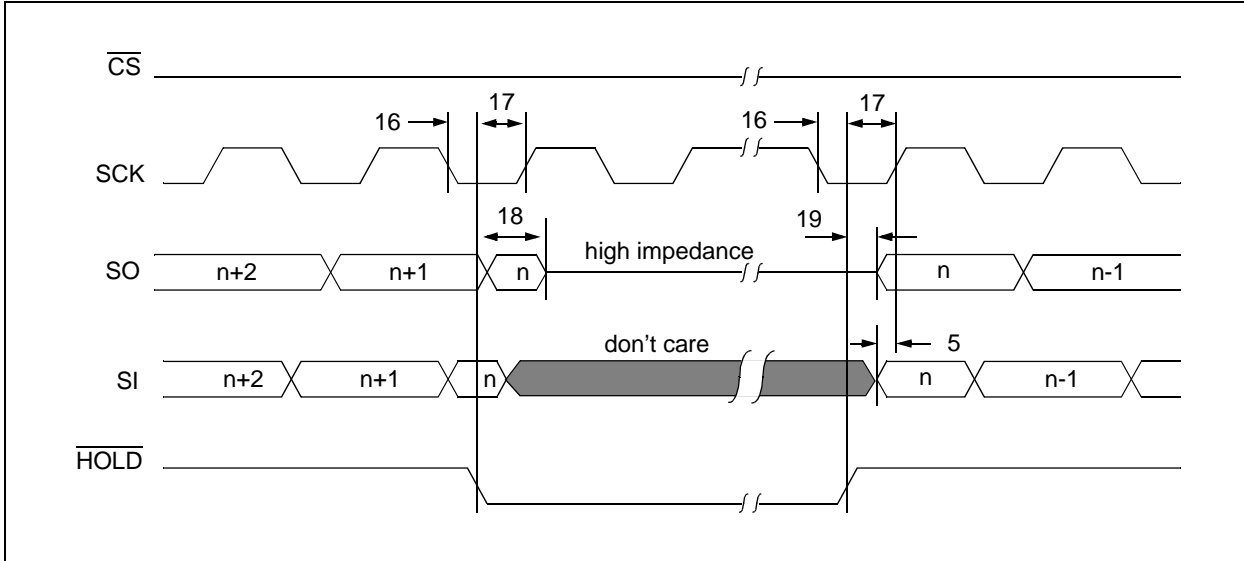 CS
17 17
16 16
SCK
18 19
high impedance
SO n+2 n+1 n n n-1
don't care 5
SI n+2 n+1 n n n-1
HOLD